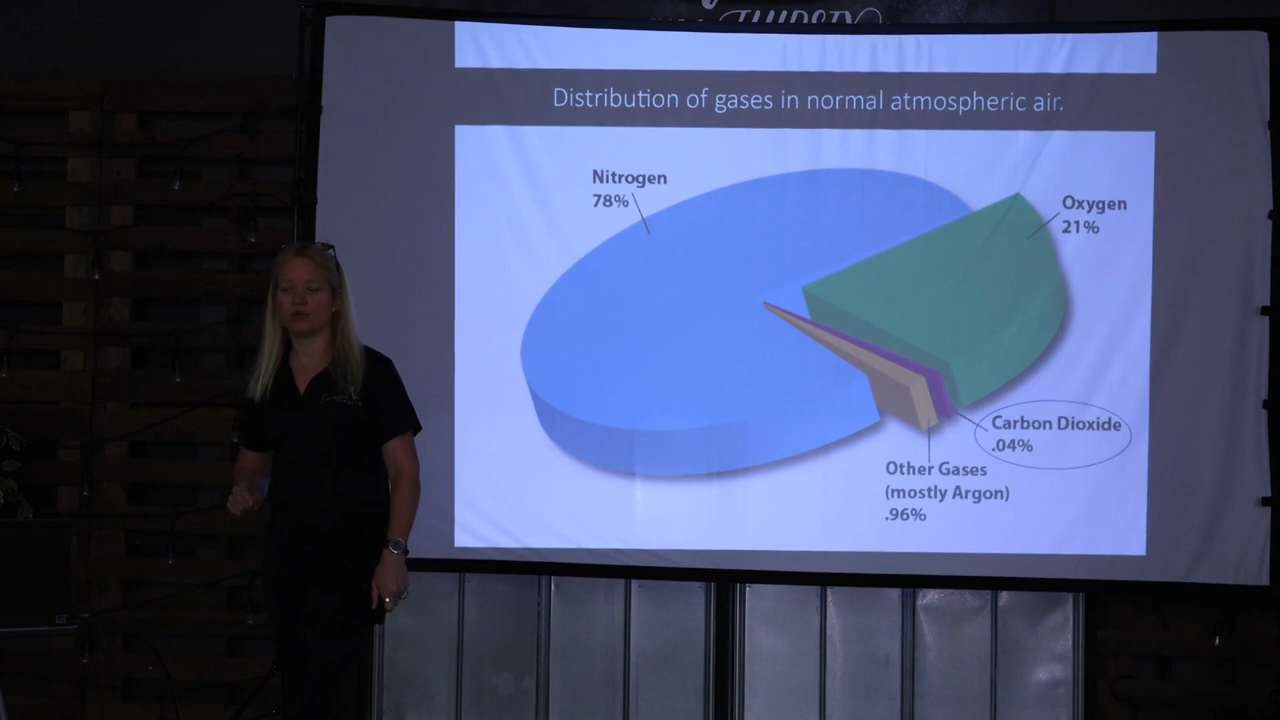 THIRSTY
Distribution of gases in normal atmospheric air.
Nitrogen
78%
Oxygen
21%
Carbon Dioxide
.04%
Other Gases
(mostly Argon)
.96%